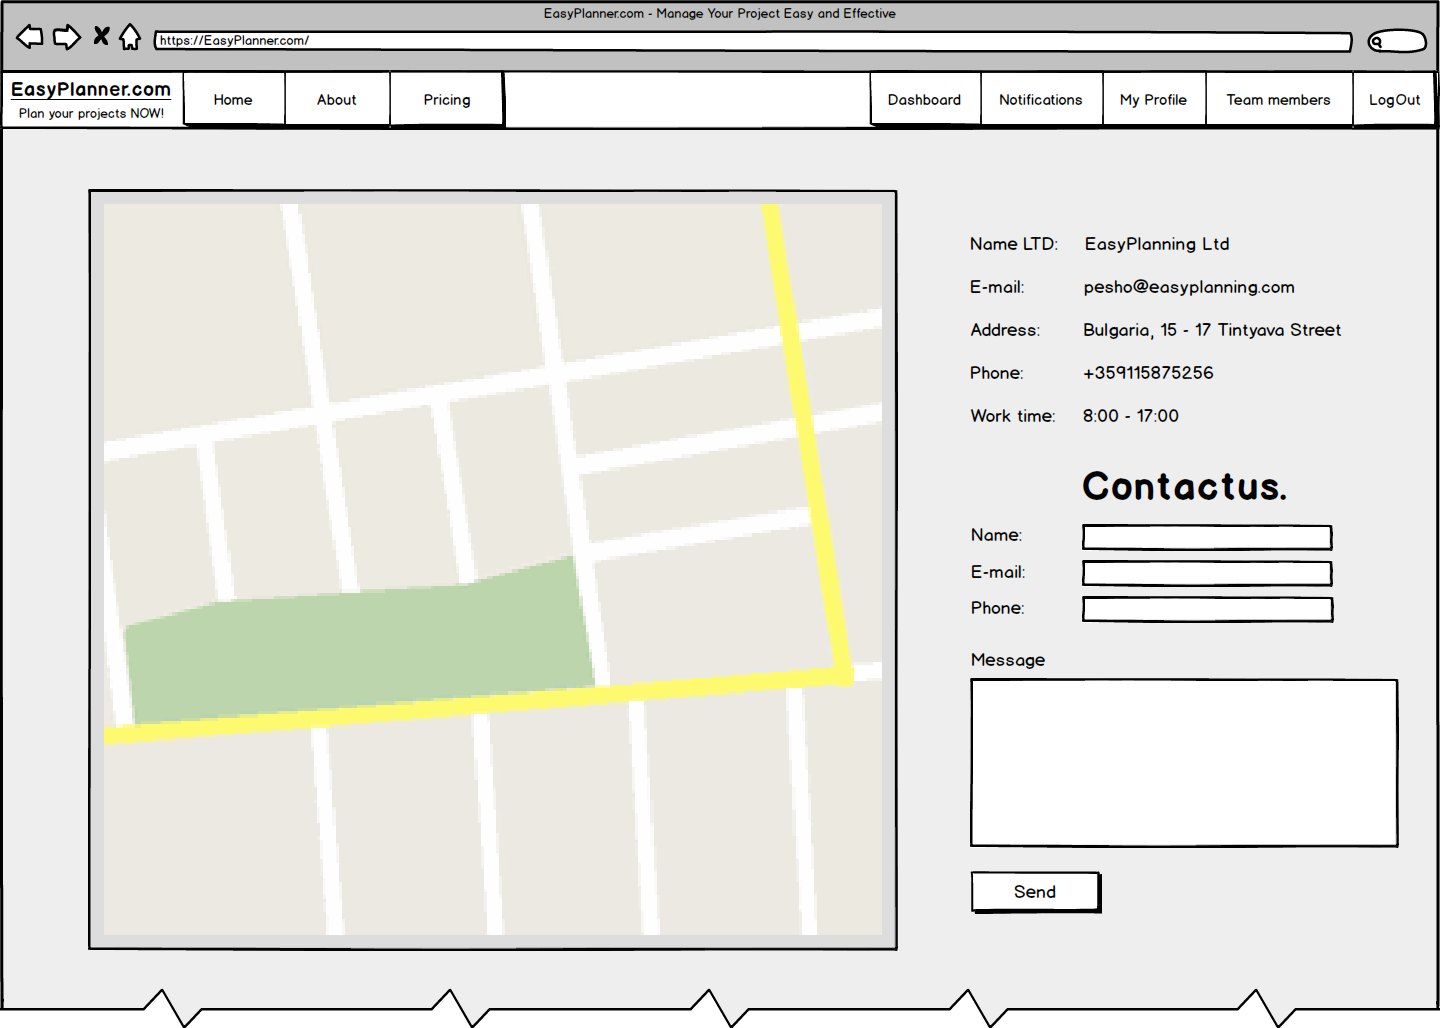 EasyPlanner.com - Manage Your Project Easy and Effective
https://EasyPlanner.com/
EasyPlanner.com
Plan your projects NOW!
Home
About
Pricing
Dashboard
Notifications
My Profile
Team members
LogOut
Name LTD: EasyPlanning Ltd
E-mail: pesho@easyplanning.com
Address: Bulgaria, 15 - 17 Tintyava Street
Phone: +359115875256
Work time: 8:00 - 17:00
Contactus.
Name:
E-mail:
Phone:
Message
Send